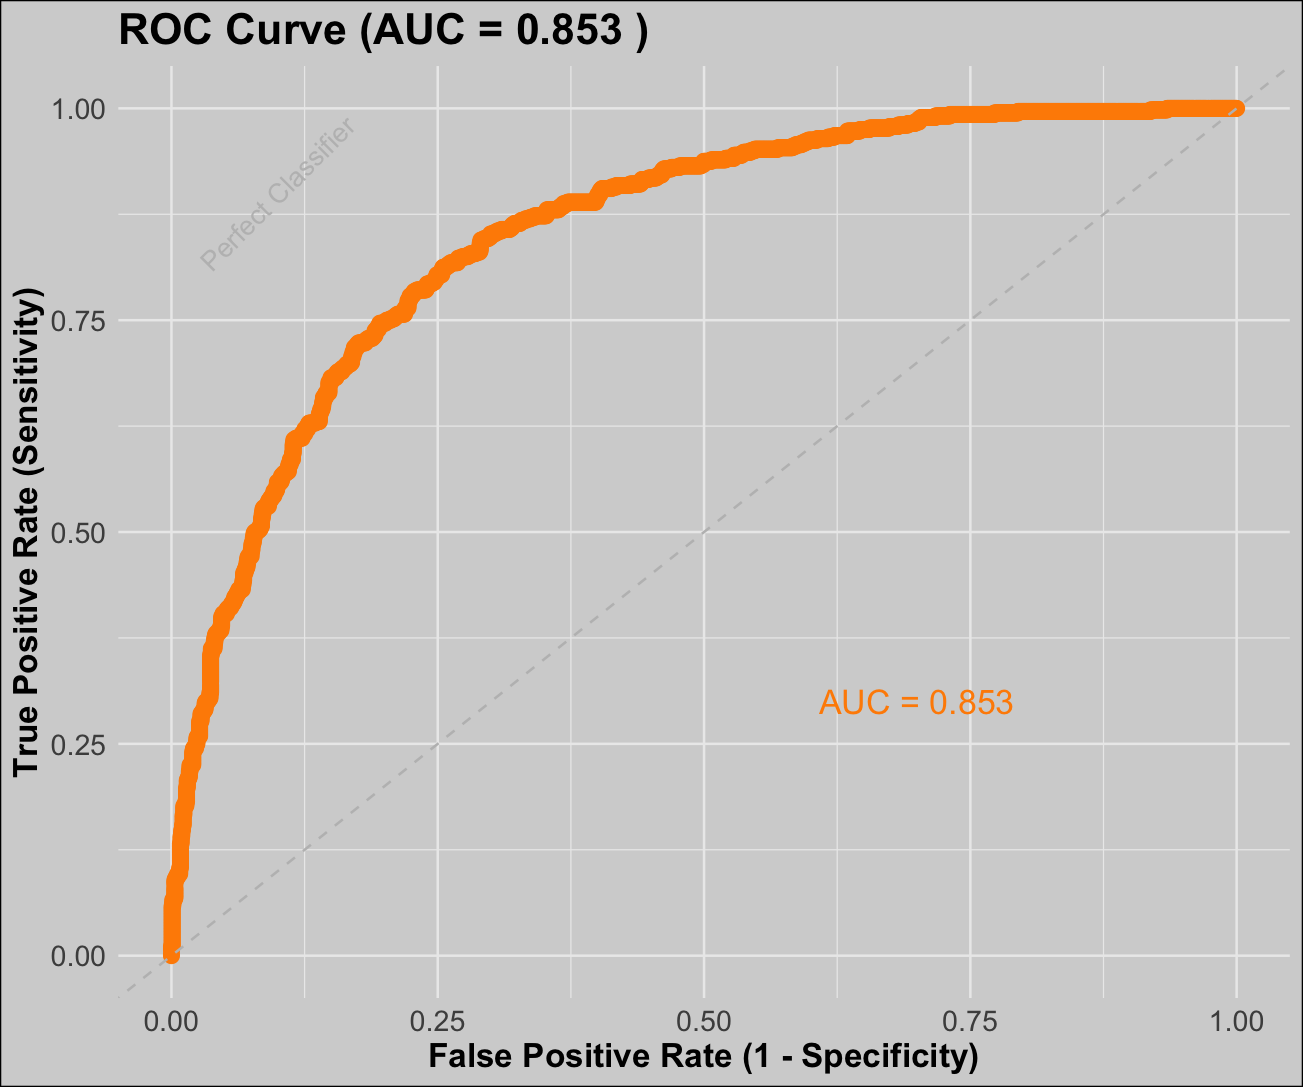 ROC Curve (AUC = 0.853 )
Perfect Classifier
AUC = 0.853
True Positive Rate (Sensitivity)
1.00
0.75
0.50
0.25
0.00
0.00 0.25 0.50 0.75 1.00
False Positive Rate (1 - Specificity)